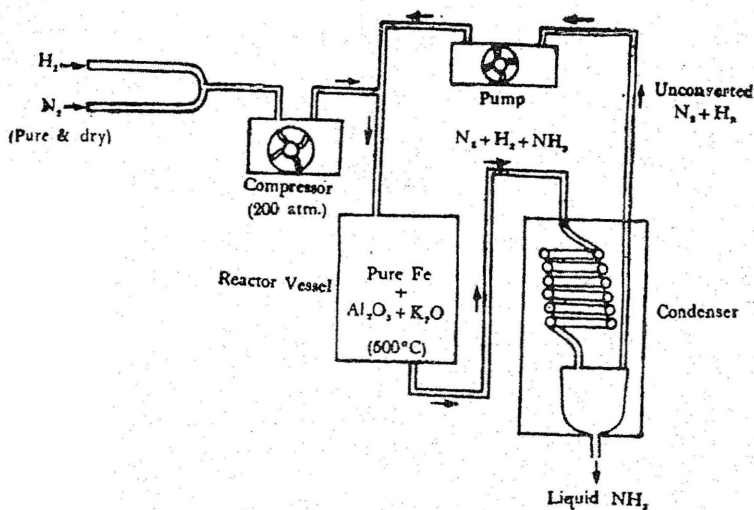 H₂
N₂
(Pure & dry)
Compressor
(200 atm.)
Pump
Unconverted
N₂ + H₂
N₂ + H₂ + NH₃
Reactor Vessel
Pure Fe
+
Al₂O₃ + K₂O
(500°C)
Condenser
Liquid NH₃